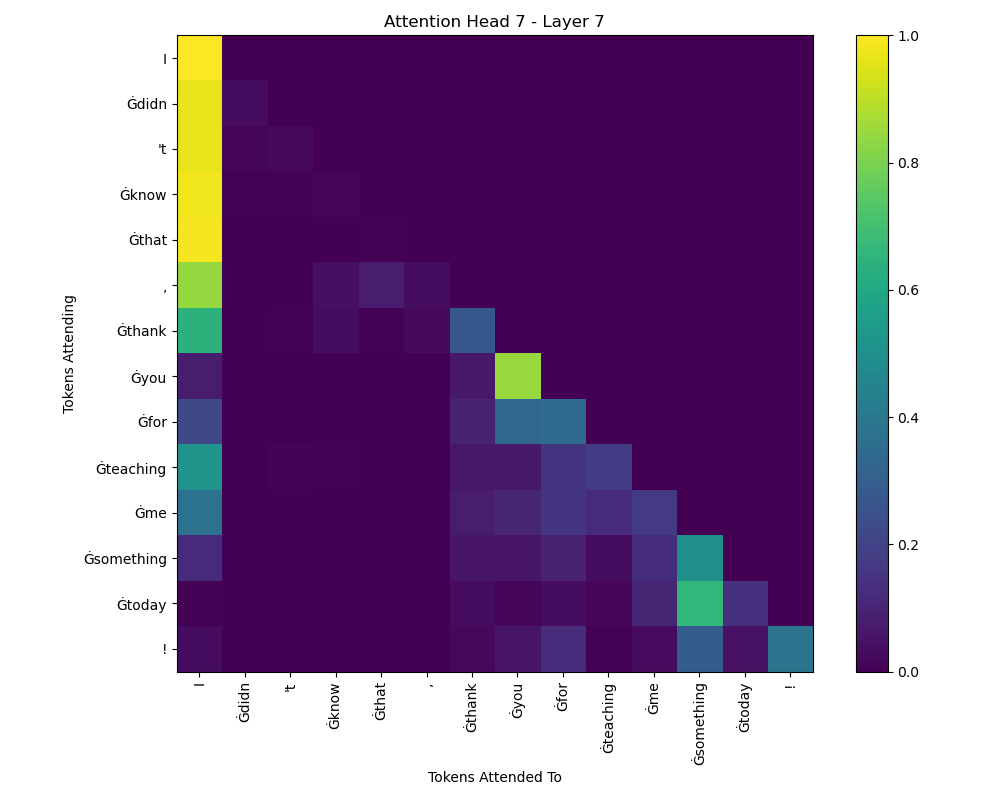 Attention Head 7 - Layer 7
I
Ġdidn
't
Ġknow
Ġthat
,
Ġthank
Ġyou
Ġfor
Ġteaching
Ġme
Ġsomething
Ġtoday
!
Tokens Attending
I
Ġdidn
't
Ġknow
Ġthat
,
Ġthank
Ġyou
Ġfor
Ġteaching
Ġme
Ġsomething
Ġtoday
!
Tokens Attended To
1.0
0.8
0.6
0.4
0.2
0.0